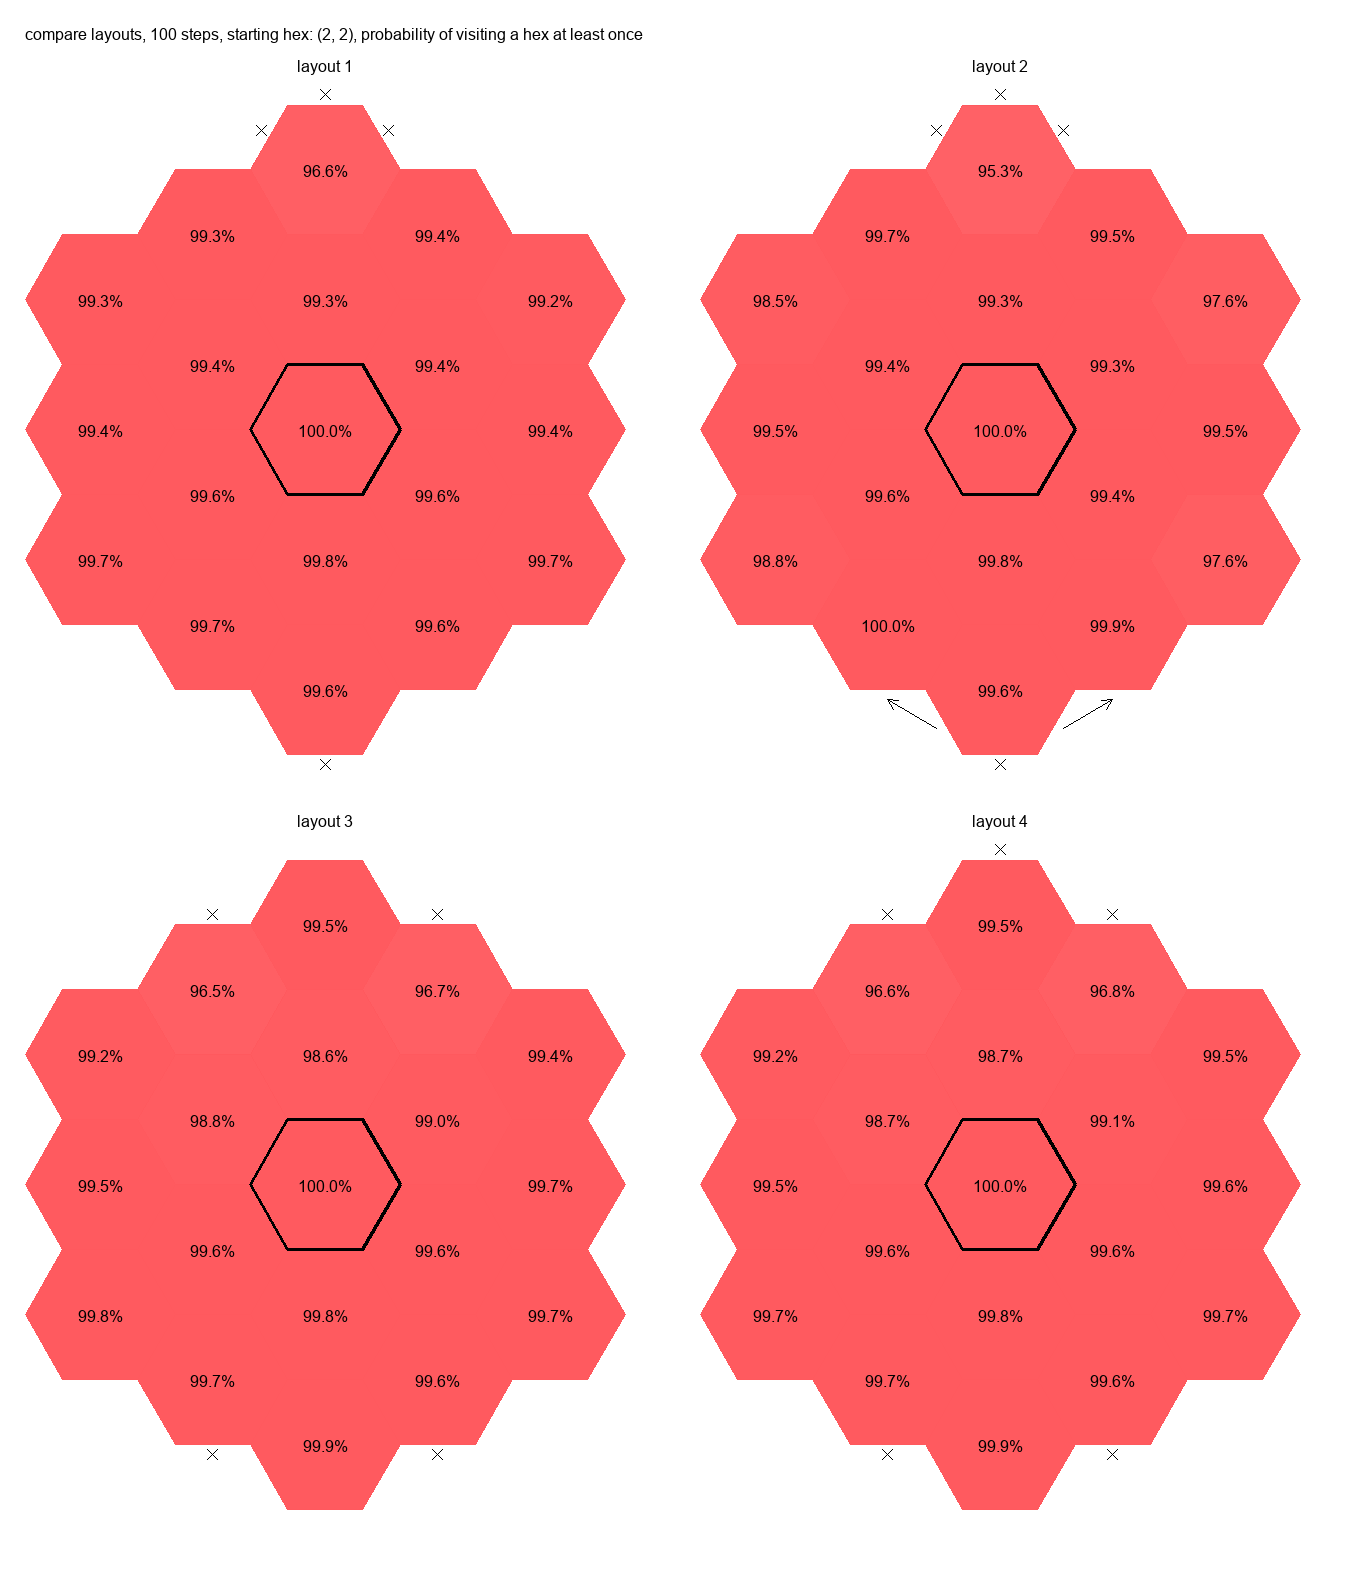 compare layouts, 100 steps, starting hex: (2, 2), probability of visiting a hex at least once
layout 1
96.6%
99.3% 99.4%
99.3% 99.3% 99.2%
99.4% 99.4%
99.4% 100.0% 99.4%
99.6% 99.6%
99.7% 99.8% 99.7%
99.7% 99.6%
99.6%
layout 2
95.3%
99.7% 99.5%
98.5% 99.3% 97.6%
99.4% 99.3%
99.5% 100.0% 99.5%
99.6% 99.4%
98.8% 99.8% 97.6%
100.0% 99.9%
99.6%
layout 3
99.5%
96.5% 96.7%
99.2% 98.6% 99.4%
98.8% 99.0%
99.5% 100.0% 99.7%
99.6% 99.6%
99.8% 99.8% 99.7%
99.7% 99.6%
99.9%
layout 4
99.5%
96.6% 96.8%
99.2% 98.7% 99.5%
98.7% 99.1%
99.5% 100.0% 99.6%
99.6% 99.6%
99.7% 99.8% 99.7%
99.7% 99.6%
99.9%